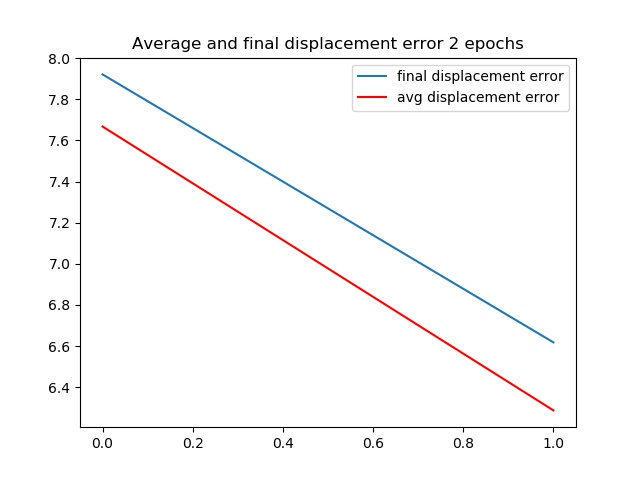 Average and final displacement error 2 epochs
final displacement error
avg displacement error
8.0
7.8
7.6
7.4
7.2
7.0
6.8
6.6
6.4
0.0 0.2 0.4 0.6 0.8 1.0